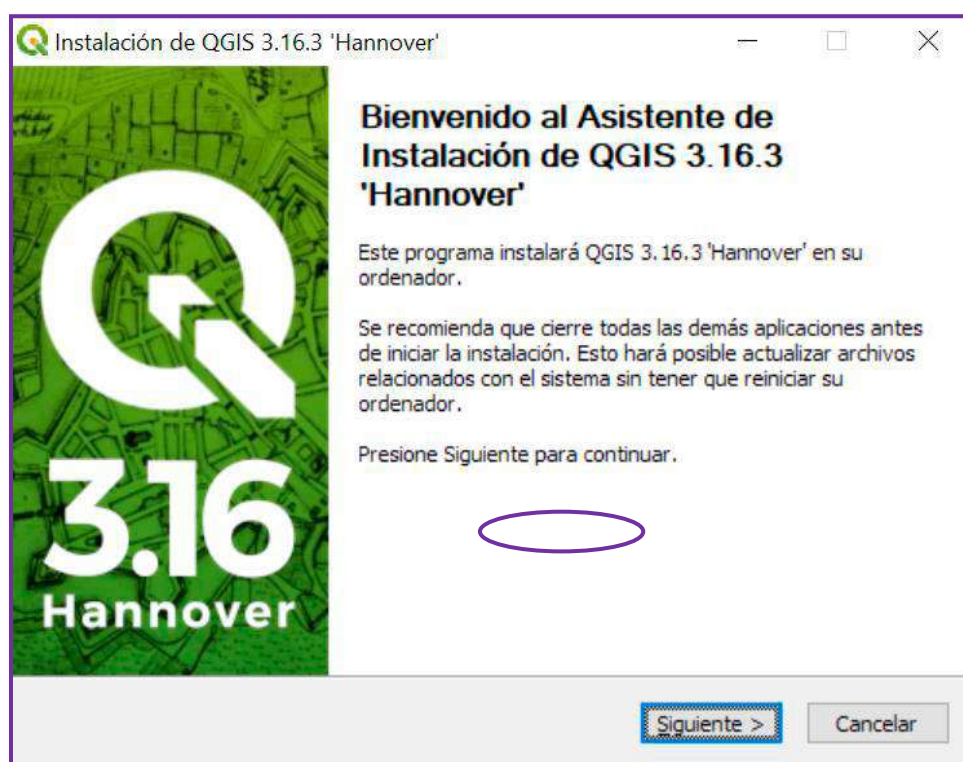 Instalación de QGIS 3.16.3 'Hannover'
Bienvenido al Asistente de
Instalación de QGIS 3.16.3
'Hannover'
Este programa instalará QGIS 3.16.3 'Hannover' en su
ordenador.
Se recomienda que cierre todas las demás aplicaciones antes
de iniciar la instalación. Esto hará posible actualizar archivos
relacionados con el sistema sin tener que reiniciar su
ordenador.
Presione Siguiente para continuar.
3.16
Hannover
Siguiente >
Cancelar